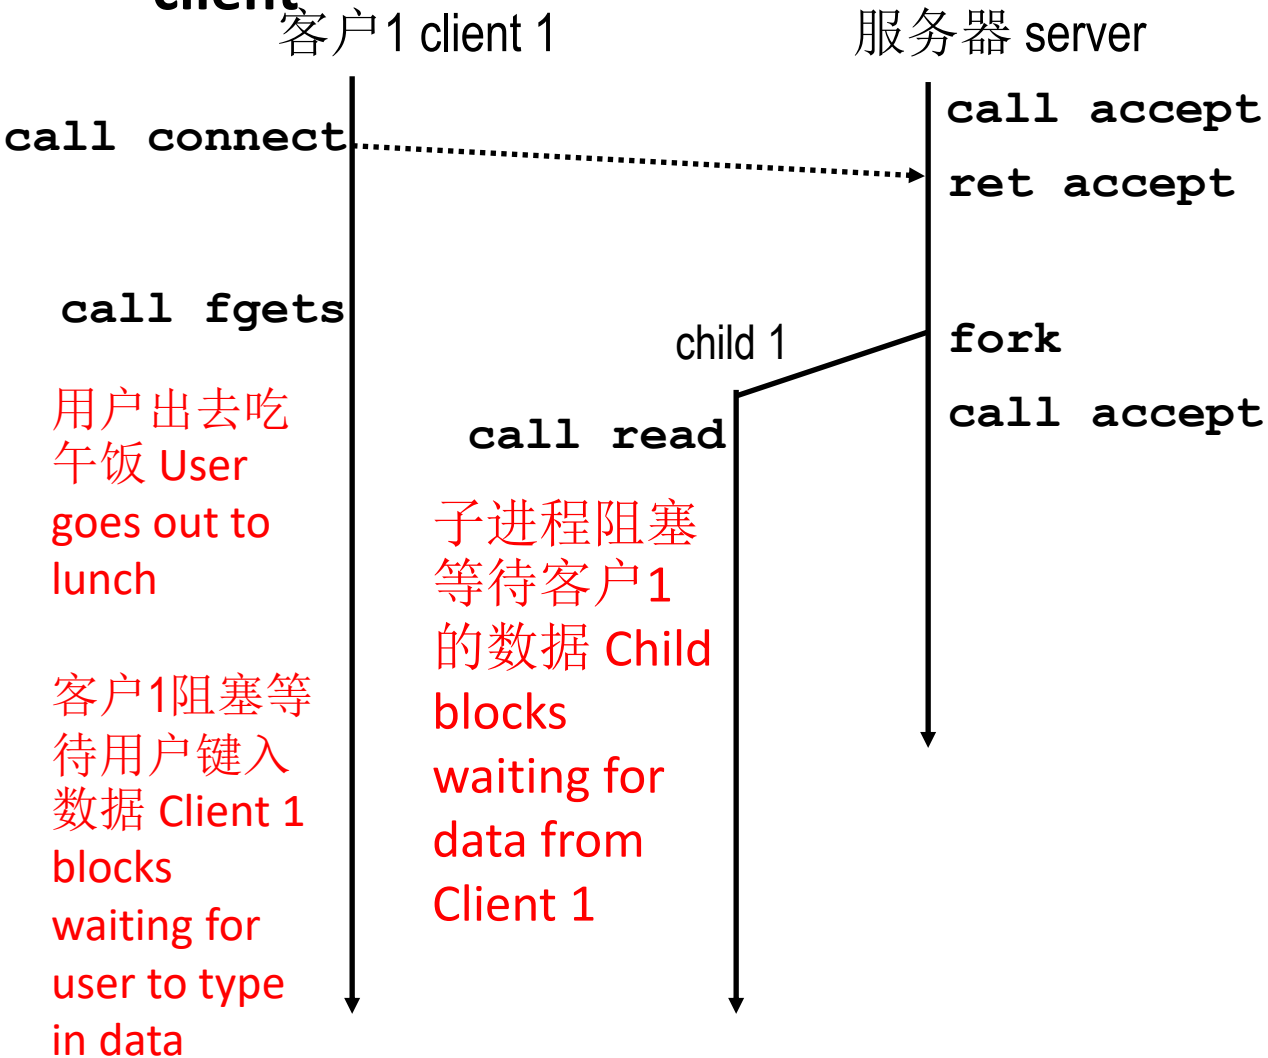 client
客户1 client 1
服务器 server
call connect
call accept
ret accept
call fgets
child 1
fork
call accept
call read
用户出去吃
午饭 User
goes out to
lunch
客户1阻塞等
待用户键入
数据 Client 1
blocks
waiting for
user to type
in data
子进程阻塞
等待客户1
的数据 Child
blocks
waiting for
data from
Client 1